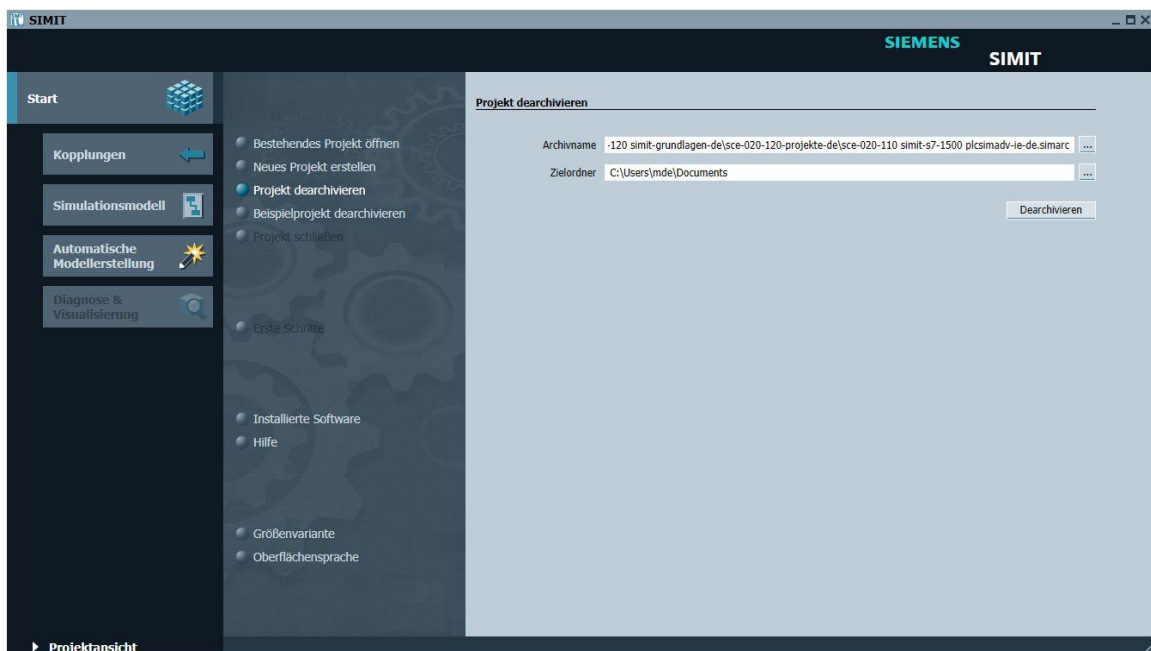 SIMIT
SIEMENS
SIMIT
Start
Kopplungen
Simulationsmodell
Automatische
Modellerstellung
Diagnose &
Visualisierung
Projektansicht
Bestehendes Projekt öffnen
Neues Projekt erstellen
Projekt dearchivieren
Beispielprojekt dearchivieren
Projekt schließen
Erste Schritte
Installierte Software
Hilfe
Größenvariante
Oberflächensprache
Projekt dearchivieren
Archivname -120 simit-grundlagen-de\sce-020-120-projekte-de\sce-020-110 simit-s7-1500 plcsimadv-ie-de.simarc ...
Zielordner C:\Users\mde\Documents ...
Dearchivieren